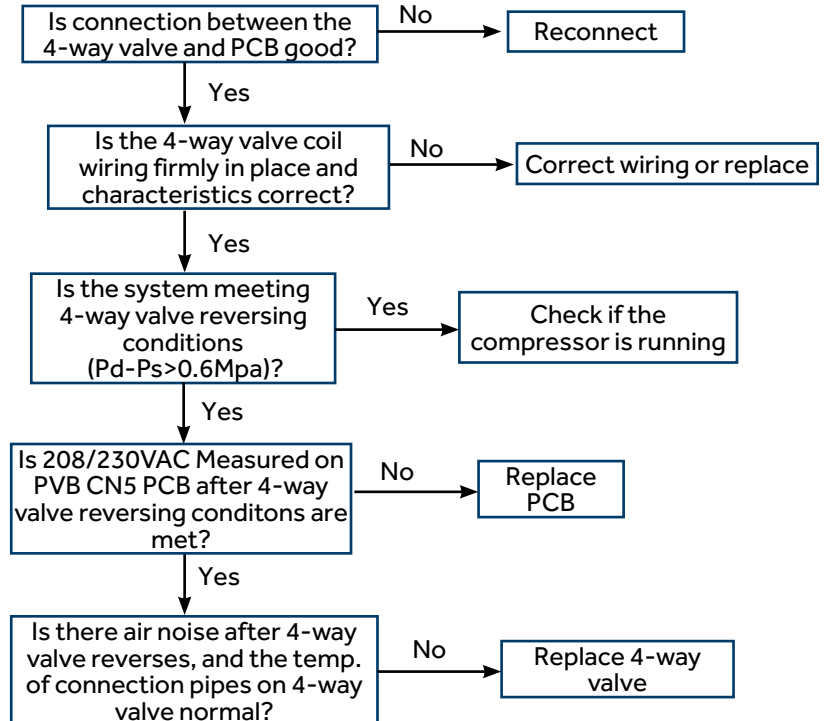 Is connection between the
4-way valve and PCB good?
No
Reconnect
Yes
Is the 4-way valve coil
wiring firmly in place and
characteristics correct?
No
Correct wiring or replace
Yes
Is the system meeting
4-way valve reversing
conditions
(Pd-Ps>0.6Mpa)?
Yes
Check if the
compressor is running
Yes
Is 208/230VAC Measured on
PVB CN5 PCB after 4-way
valve reversing conditons are
met?
No
Replace
PCB
Yes
Is there air noise after 4-way
valve reverses, and the temp.
of connection pipes on 4-way
valve normal?
No
Replace 4-way
valve